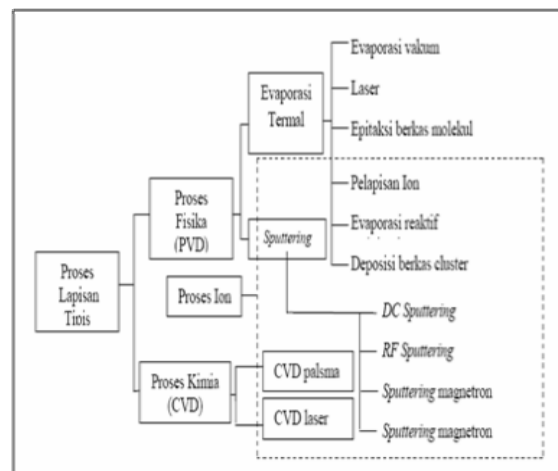 Evaporasi
Termal
Evaporasi vakum
Laser
Epitaksi berkas molekul
Pelapisan Ion
Evaporasi reaktif
Deposisi berkas cluster
Proses
Fisika
(PVD)
Sputtering
Proses
Lapisan
Tipis
Proses Ion
DC Sputtering
RF Sputtering
Sputtering magnetron
Sputtering magnetron
Proses Kimia
(CVD)
CVD palsma
CVD laser